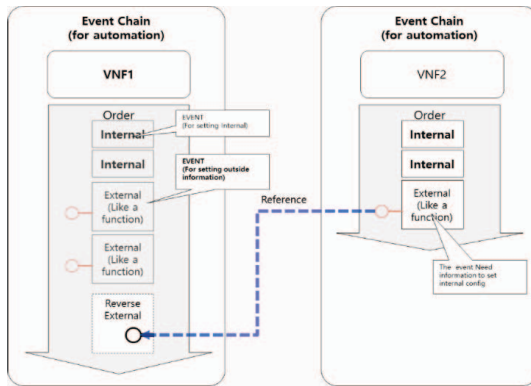 Event Chain
(for automation)
VNF1
Order
Internal
EVENT
(For setting Internal)
Internal
EVENT
(For setting outside
information)
External
(Like a
function)
External
(Like a
function)
Reverse
External
Reference
Event Chain
(for automation)
VNF2
Order
Internal
Internal
External
(Like a
function)
The event Need
information to set
internal config